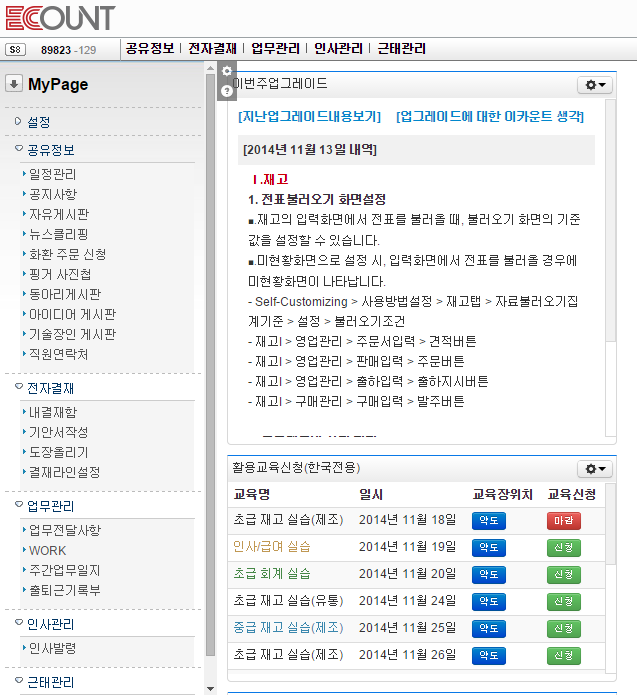 ECOUNT
S8 89823 -129 공유정보 | 전자결재 | 업무관리 | 인사관리 | 근태관리
MyPage
설정
공유정보
일정관리
공지사항
자유게시판
뉴스클리핑
화환 주문 신청
핑거 사진첩
동아리게시판
아이디어 게시판
기술장인 게시판
직원연락처
전자결재
내결재함
기안서작성
도장올리기
결재라인설정
업무관리
업무전달사항
WORK
주간업무일지
출퇴근기록부
인사관리
인사발령
근태관리
이번주업그레이드
[지난업그레이드내용보기] [업그레이드에 대한 이카운트 생각]
[2014년 11월 13일 내역]
Ⅰ.재고
1. 전표불러오기 화면설정
■.재고의 입력화면에서 전표를 불러올 때, 불러오기 화면의 기준
값을 설정할 수 있습니다.
■.미현황화면으로 설정 시, 입력화면에서 전표를 불러올 경우에
미현황화면이 나타납니다.
- Self-Customizing > 사용방법설정 > 재고탭 > 자료불러오기집
계기준 > 설정 > 불러오기조건
- 재고I > 영업관리 > 주문서입력 > 견적버튼
- 재고I > 영업관리 > 판매입력 > 주문버튼
- 재고I > 영업관리 > 출하입력 > 출하지시버튼
- 재고I > 구매관리 > 구매입력 > 발주버튼
활용교육신청(한국전용)
교육명 일시 교육장위치 교육신청
초급 재고 실습(제조) 2014년 11월 18일 약도 마감
인사/급여 실습 2014년 11월 19일 약도 신청
초급 회계 실습 2014년 11월 20일 약도 신청
초급 재고 실습(유통) 2014년 11월 24일 약도 신청
중급 재고 실습(제조) 2014년 11월 25일 약도 신청
초급 재고 실습(제조) 2014년 11월 26일 약도 신청